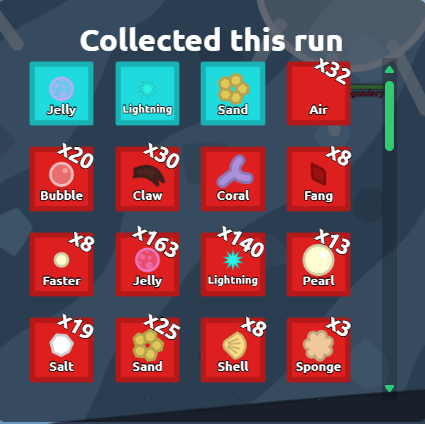 Collected this run
Jelly
Lightning
Sand
x32
Air
x20
Bubble
x30
Claw
Coral
x8
Fang
x8
Faster
x163
Jelly
x140
Lightning
x13
Pearl
x19
Salt
x25
Sand
x8
Shell
x3
Sponge